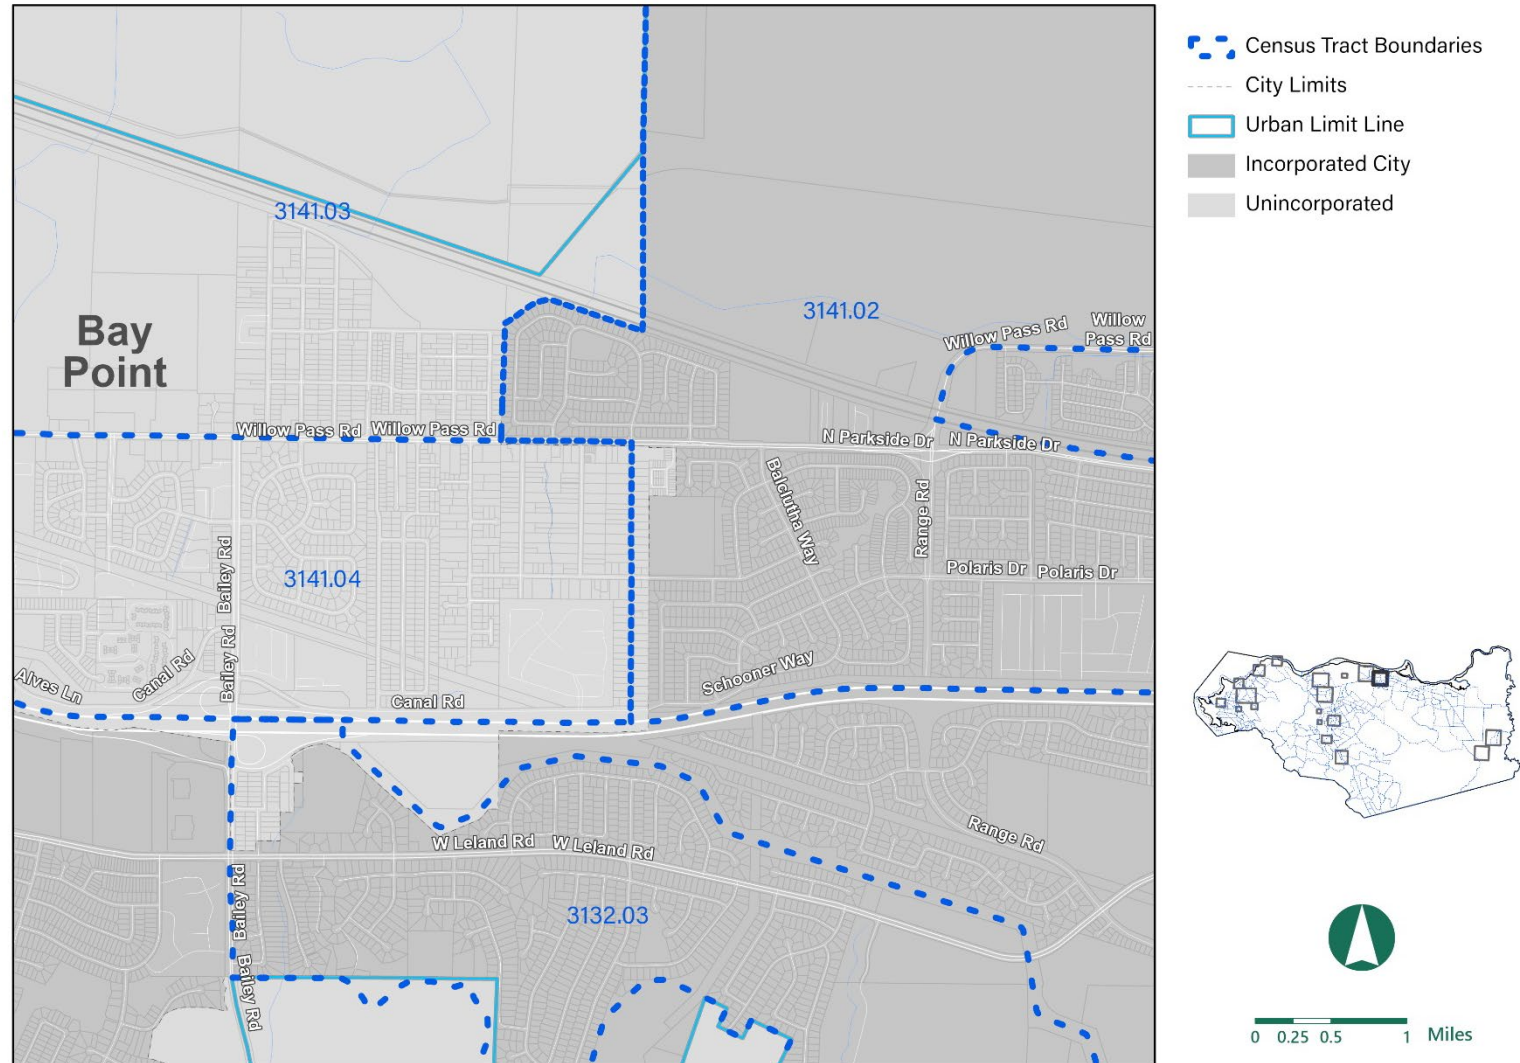 Census Tract Boundaries
City Limits
Urban Limit Line
Incorporated City
Unincorporated
3141.03
3141.02
Bay
Point
Willow Pass Rd
Willow
Pass Rd
Willow Pass Rd
Willow Pass Rd
N Parkside Dr
N Parkside Dr
Balclutha Way
Range Rd
Bailey Rd
3141.04
Polaris Dr
Polaris Dr
Bailey Rd
Alves Ln
Canal Rd
Canal Rd
Schooner Way
W Leland Rd
W Leland Rd
Range Rd
Bailey Rd
3132.03
Bailey Rd
0 0.25 0.5 1 Miles